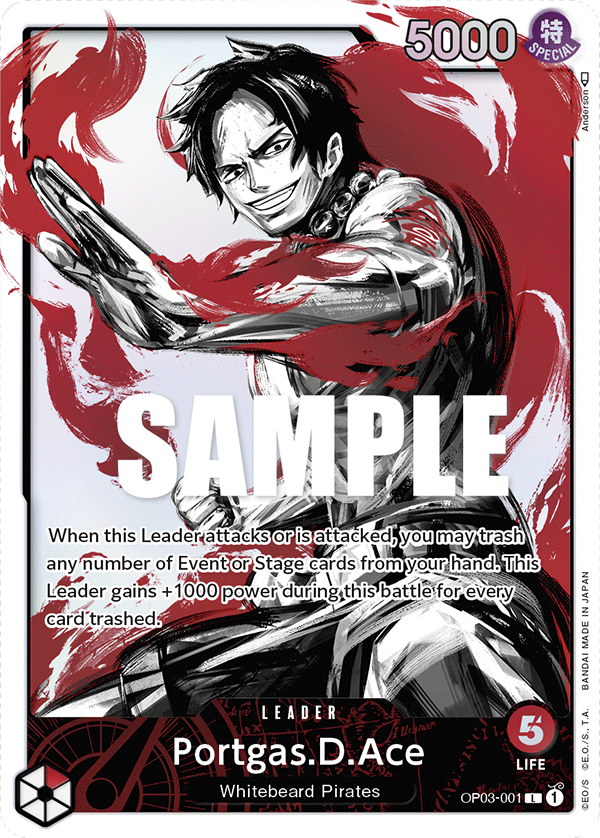 5000
特
SPECIAL
Anderson
SAMPLE
When this Leader attacks or is attacked, you may trash
any number of Event or Stage cards from your hand. This
Leader gains +1000 power during this battle for every
card trashed.
LEADER
Portgas.D.Ace
Whitebeard Pirates
5
LIFE
OP03-001 L 1
©EO/S ©E.O./S., T.A. BANDAI MADE IN JAPAN